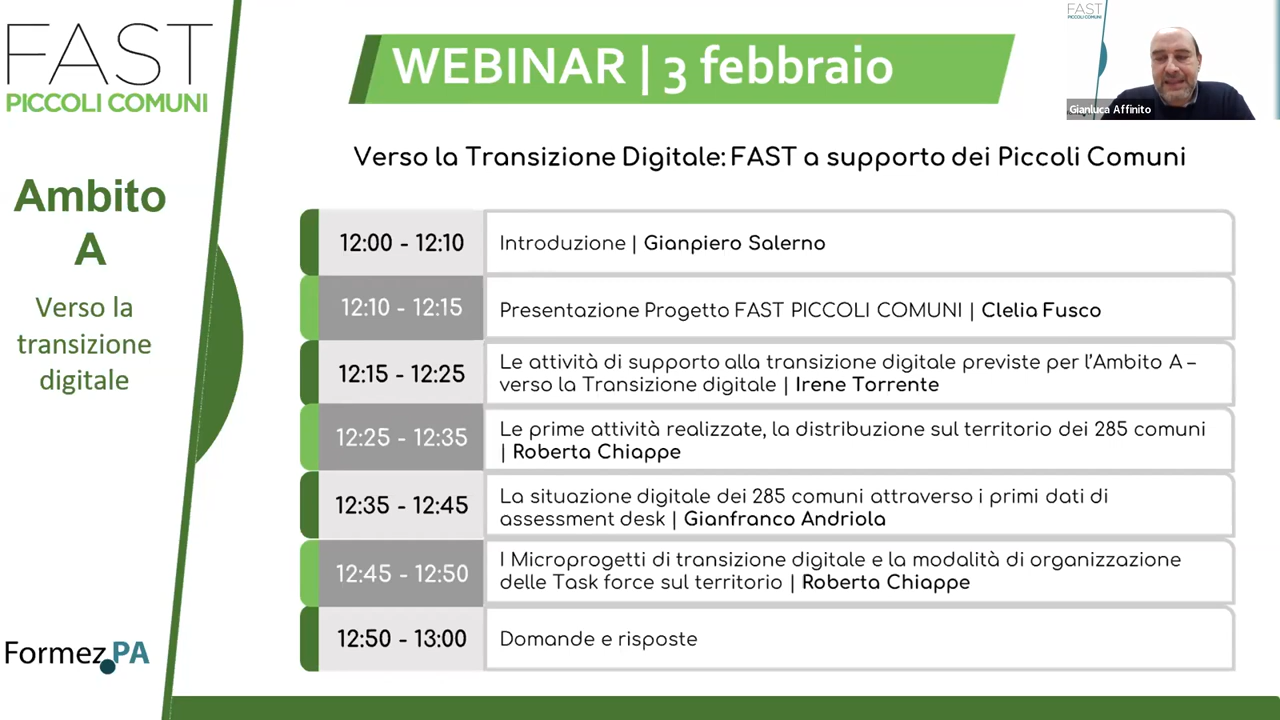 FAST
PICCOLI COMUNI
WEBINAR | 3 febbraio
FAST
PICCOLI COMUNI
Gianluca Affinito
Verso la Transizione Digitale: FAST a supporto dei Piccoli Comuni
Ambito
A
Verso la
transizione
digitale
12:00 - 12:10
Introduzione | Gianpiero Salerno
12:10 - 12:15
Presentazione Progetto FAST PICCOLI COMUNI | Clelia Fusco
12:15 - 12:25
Le attività di supporto alla transizione digitale previste per l'Ambito A –
verso la Transizione digitale | Irene Torrente
12:25 - 12:35
Le prime attività realizzate, la distribuzione sul territorio dei 285 comuni
| Roberta Chiappe
12:35 - 12:45
La situazione digitale dei 285 comuni attraverso i primi dati di
assessment desk | Gianfranco Andriola
12:45 - 12:50
I Microprogetti di transizione digitale e la modalità di organizzazione
delle Task force sul territorio | Roberta Chiappe
12:50 - 13:00
Domande e risposte
Formez PA